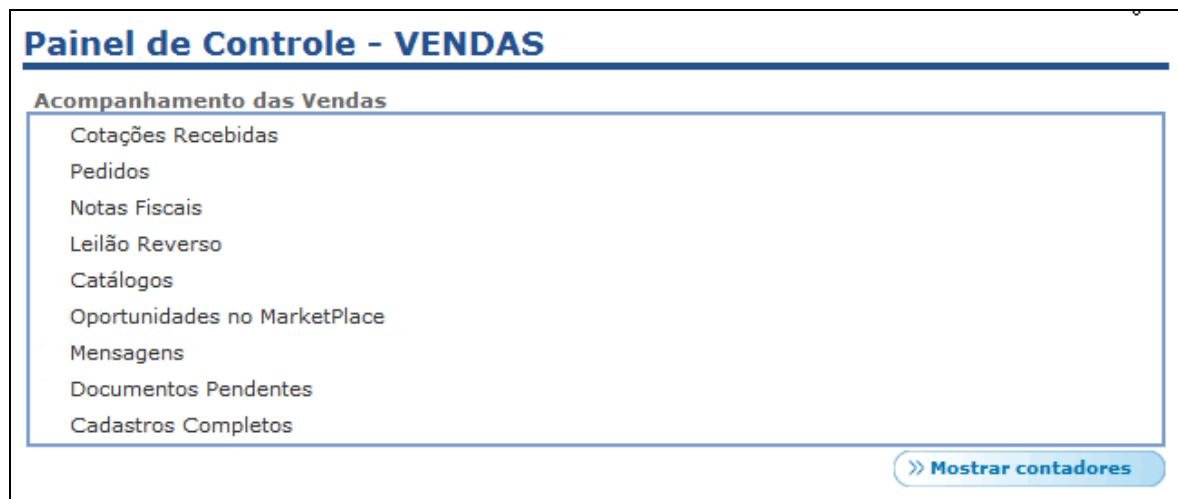 Painel de Controle - VENDAS
Acompanhamento das Vendas
Cotações Recebidas
Pedidos
Notas Fiscais
Leilão Reverso
Catálogos
Oportunidades no MarketPlace
Mensagens
Documentos Pendentes
Cadastros Completos
» Mostrar contadores